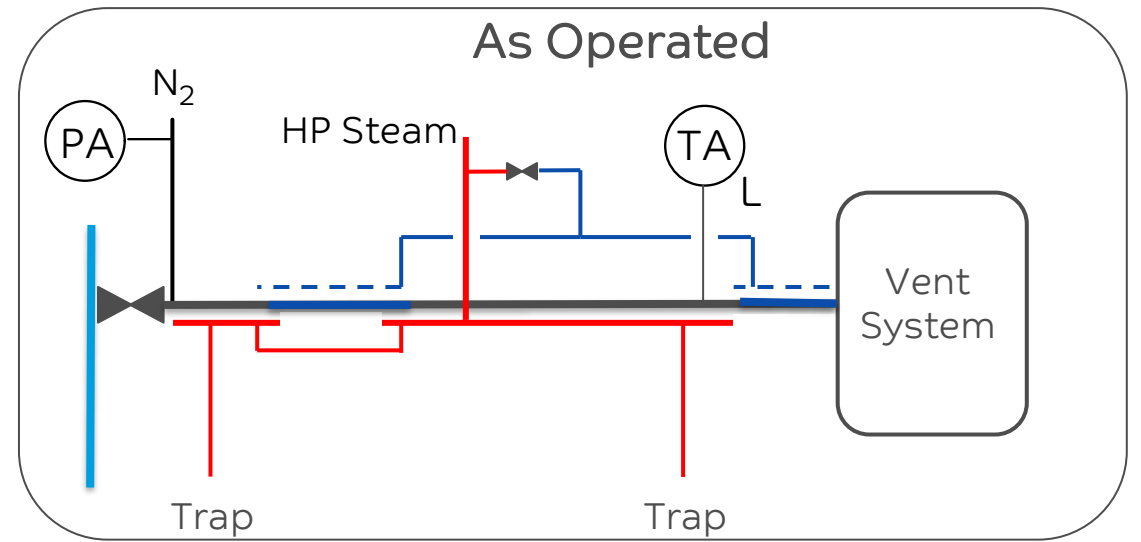 As Operated
N2
PA
HP Steam
TA
L
Vent
System
Trap
Trap